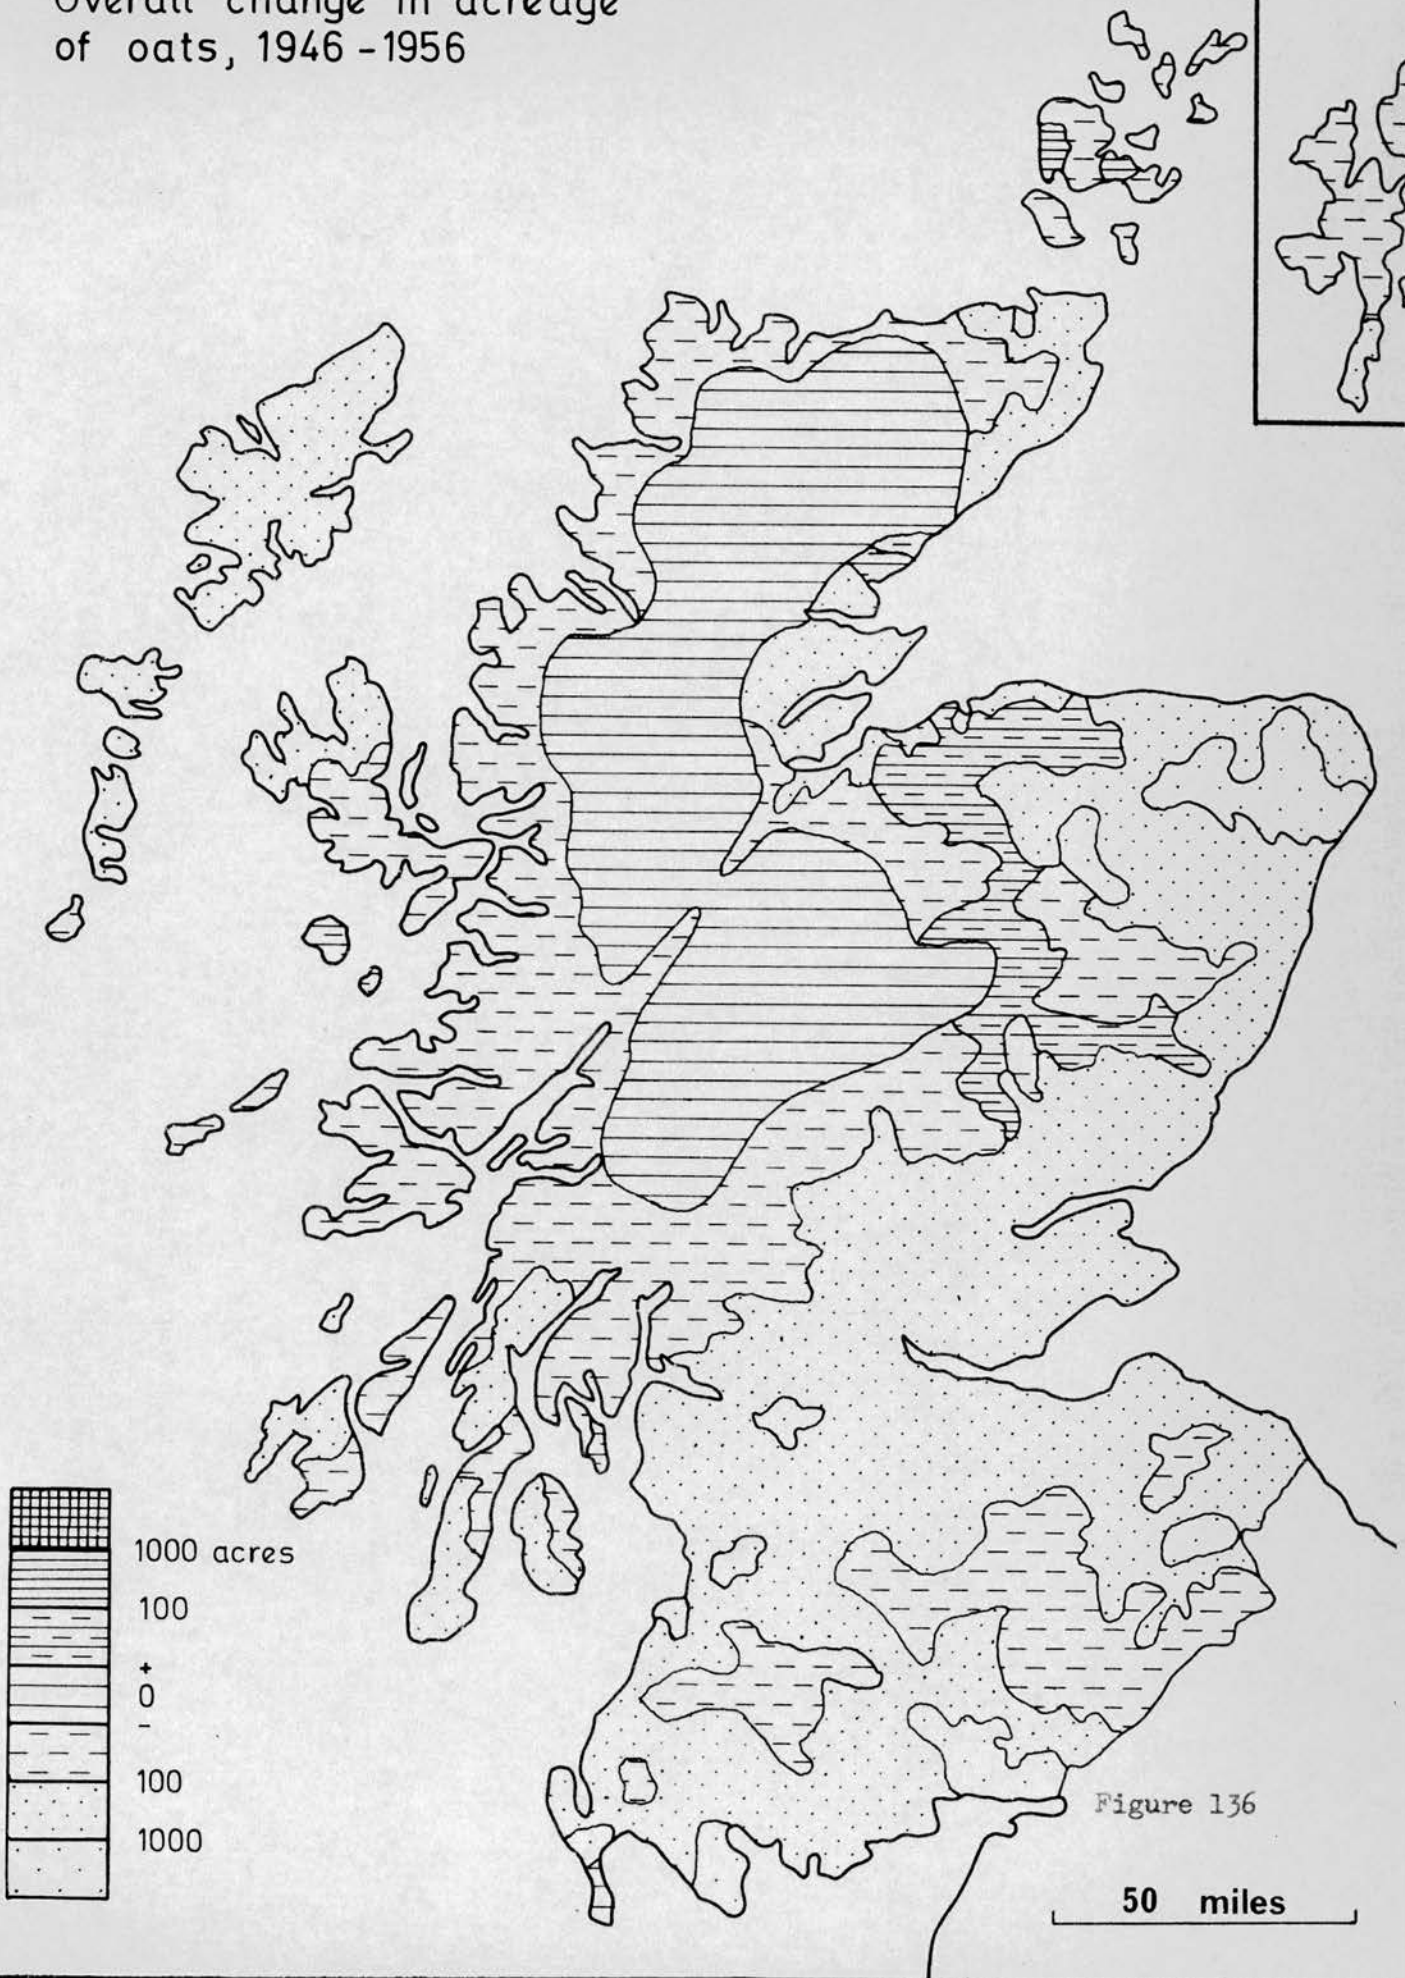 Overall change in acreage
of oats, 1946 - 1956
1000 acres
100
+
0
-
100
1000
Figure 136
50 miles